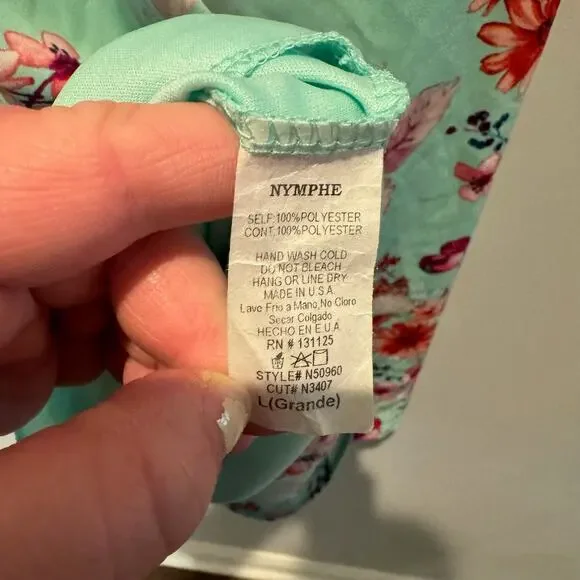 NYMPHE
SELF:100%POLYESTER
CONT:100%POLYESTER
HAND WASH COLD
DO NOT BLEACH
HANG OR LINE DRY
MADE IN U.S.A.
Lave Frio a Mano,No Cloro
Secar Colgado
HECHO EN E.U.A.
RN # 131125
STYLE# N50960
CUT# N3407
L(Grande)